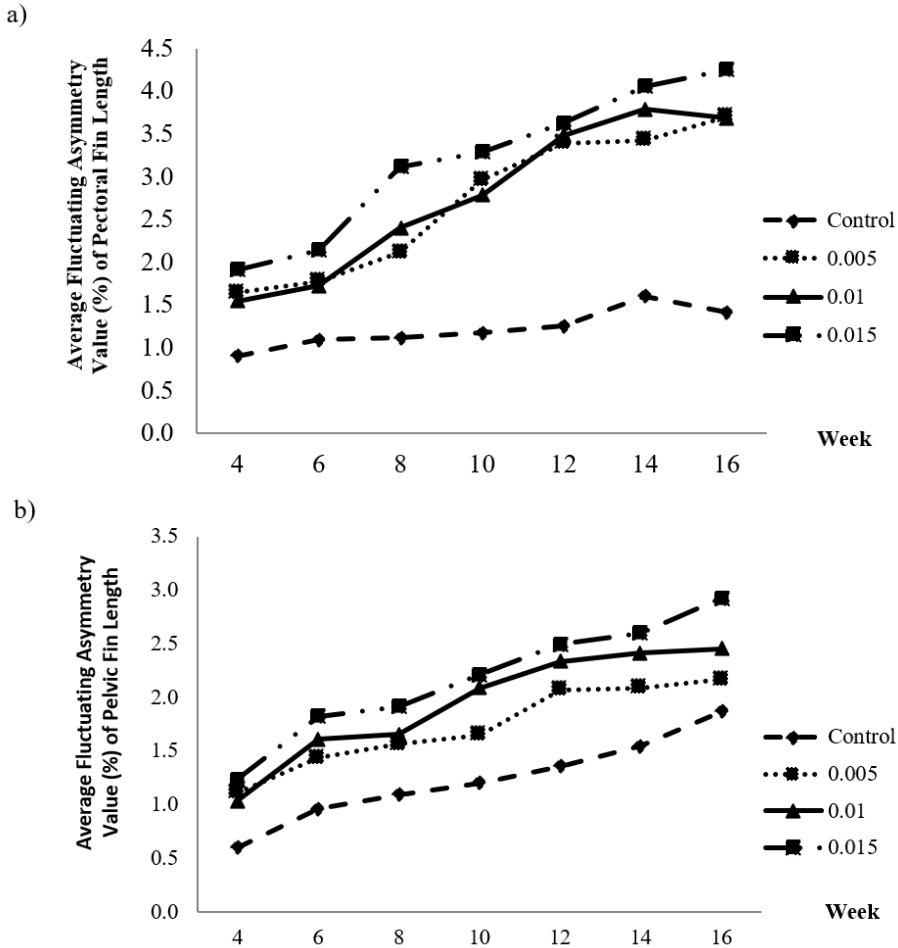 a)
Average Fluctuating Asymmetry
Value (%) of Pectoral Fin Length
4.5
4.0
3.5
3.0
2.5
2.0
1.5
1.0
0.5
0.0
4 6 8 10 12 14 16
Week
Control
0.005
0.01
0.015
b)
Average Fluctuating Asymmetry
Value (%) of Pelvic Fin Length
3.5
3.0
2.5
2.0
1.5
1.0
0.5
0.0
4 6 8 10 12 14 16
Week
Control
0.005
0.01
0.015